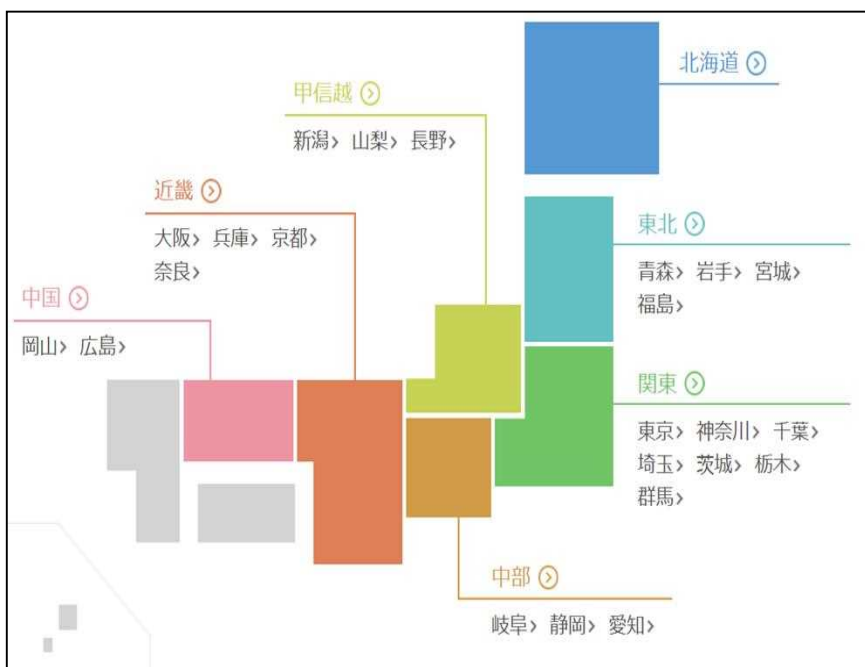 北海道
甲信越
新潟 山梨 長野
近畿
大阪 兵庫 京都
奈良
東北
青森 岩手 宮城
福島
中国
岡山 広島
関東
東京 神奈川 千葉
埼玉 茨城 栃木
群馬
中部
岐阜 静岡 愛知